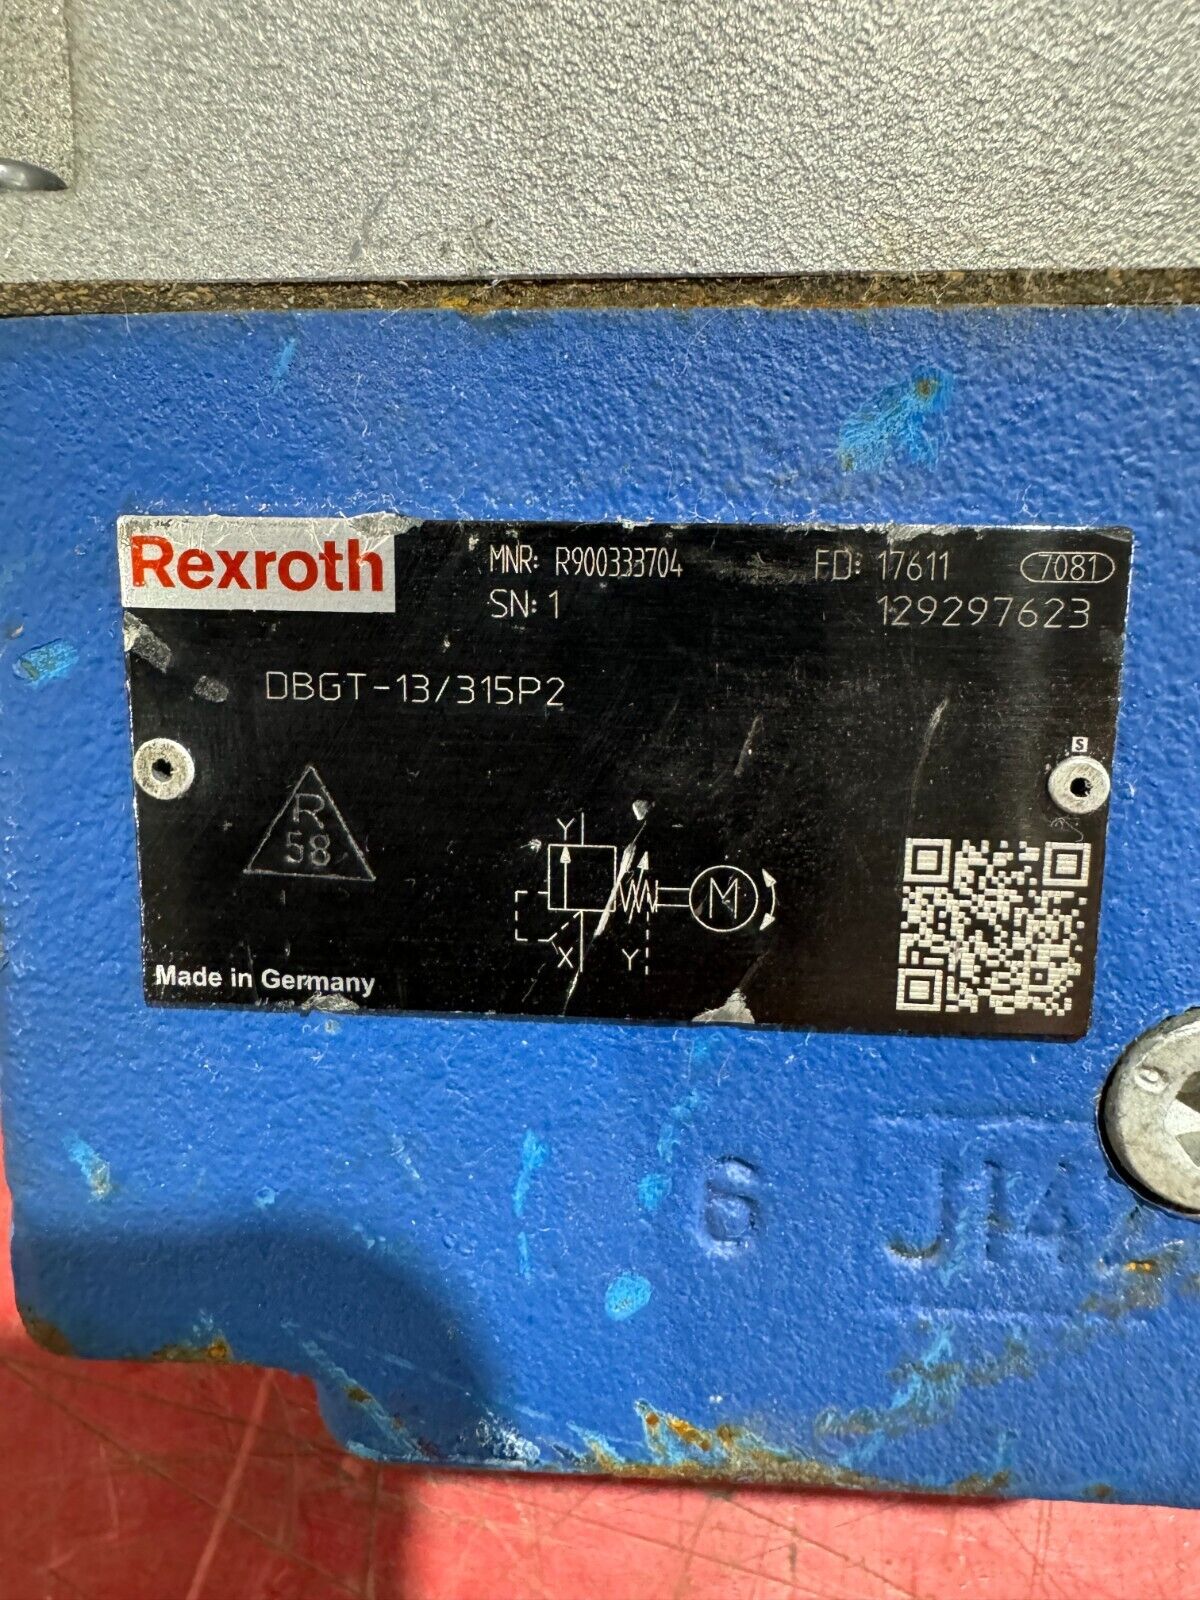 Rexroth
MNR: R900333704 FD: 17611 7081
SN: 1 129297623
DBGT-13/315P2
S
R
58
Y
M
X Y
Made in Germany
6 J14